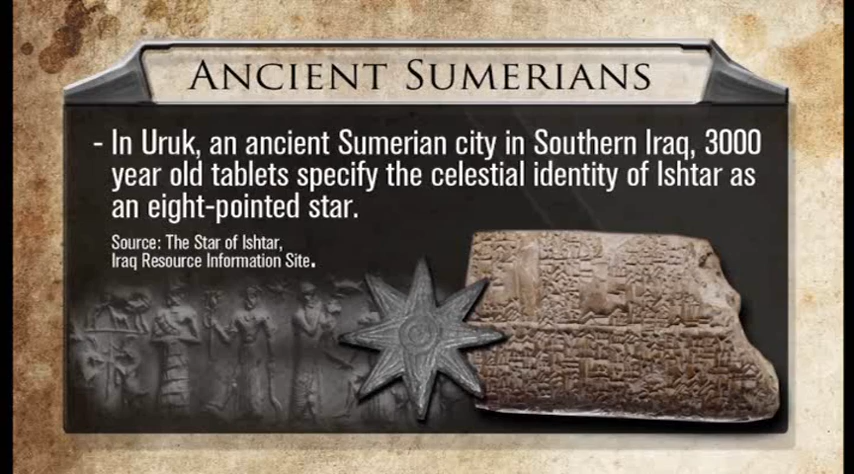 ANCIENT SUMERIANS
- In Uruk, an ancient Sumerian city in Southern Iraq, 3000
year old tablets specify the celestial identity of Ishtar as
an eight-pointed star.
Source: The Star of Ishtar,
Iraq Resource Information Site.